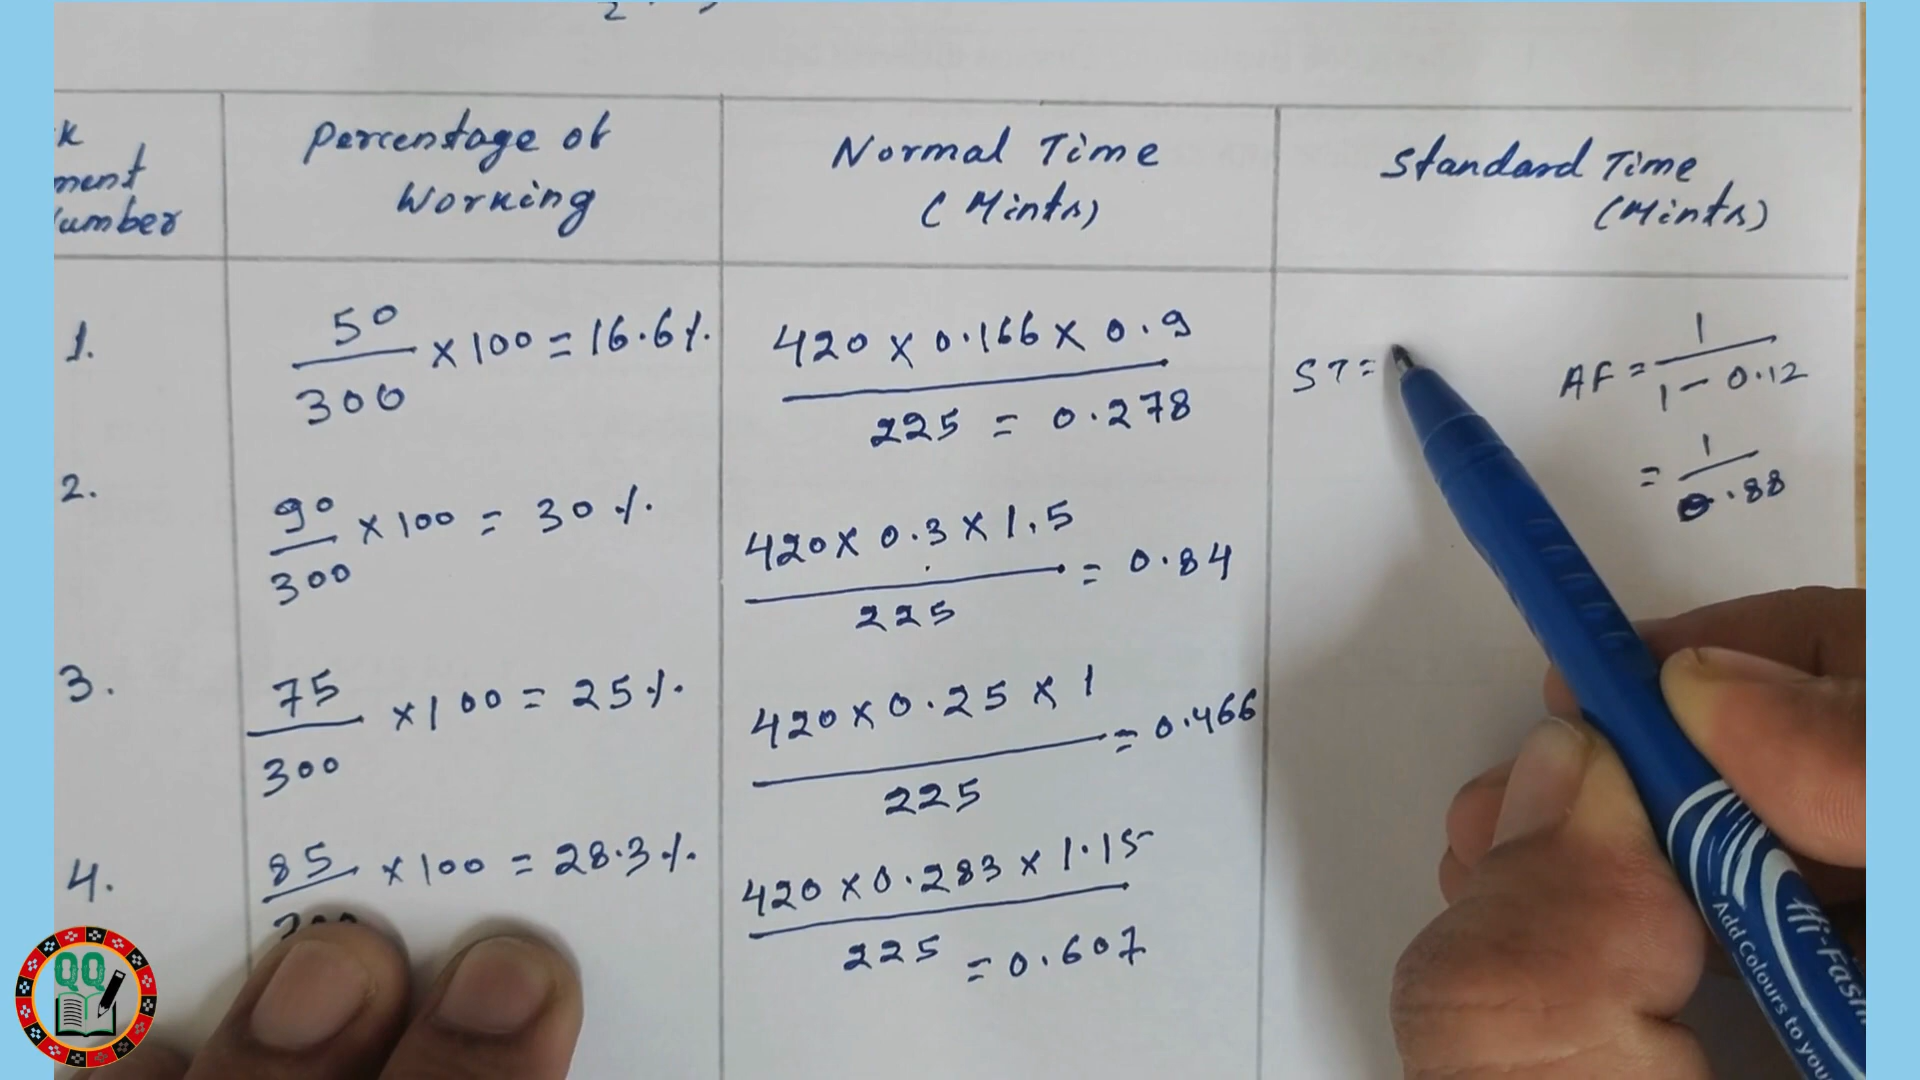 k
ment
umber
Percentage of
Working
Normal Time
(Mints)
Standard Time
(Mints)
1.
50
300
× 100 = 16.6%.
420 × 0.166 × 0.9
225 = 0.278
ST =
AF =
1
1 - 0.12
=
1
0.88
2.
90
300
× 100 = 30%.
420 × 0.3 × 1.5
225
= 0.84
3.
75
300
× 100 = 25%.
420 × 0.25 × 1
225
= 0.466
4.
85
× 100 = 28.3%.
420 × 0.283 × 1.15
225
= 0.607
QQ
Hi-Fash
Add Colours to you